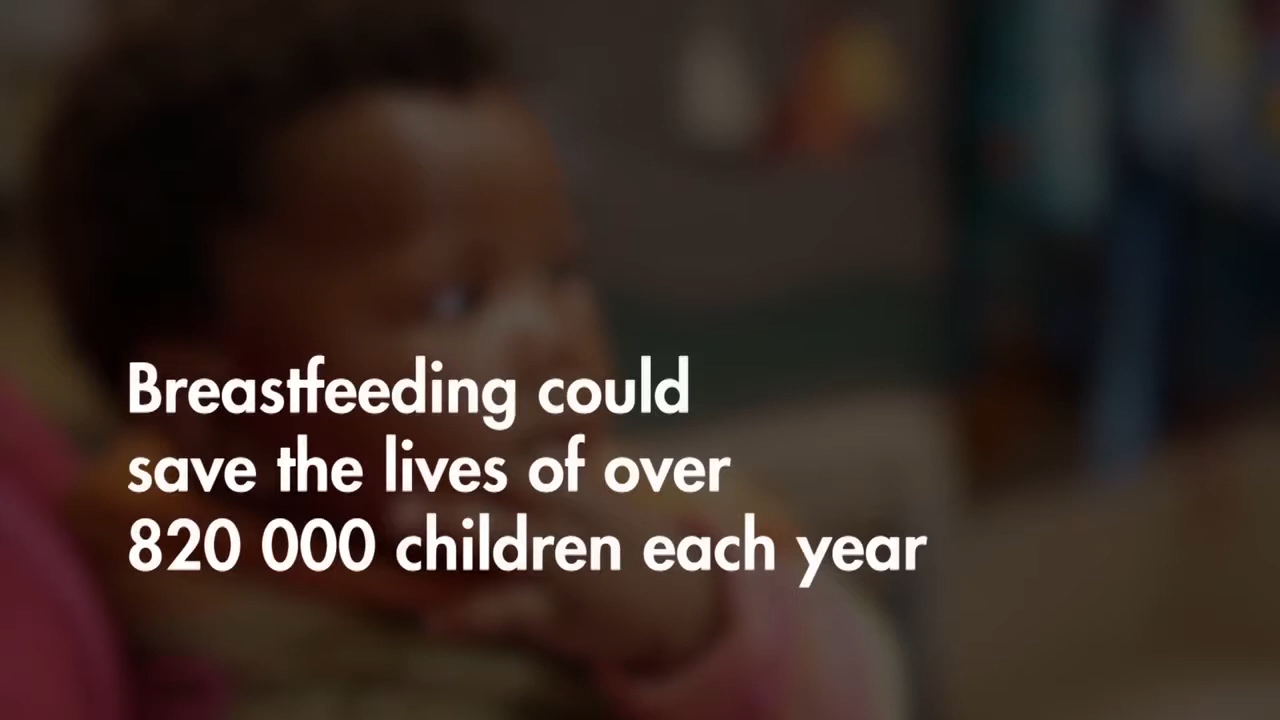 Breastfeeding could
save the lives of over
820 000 children each year